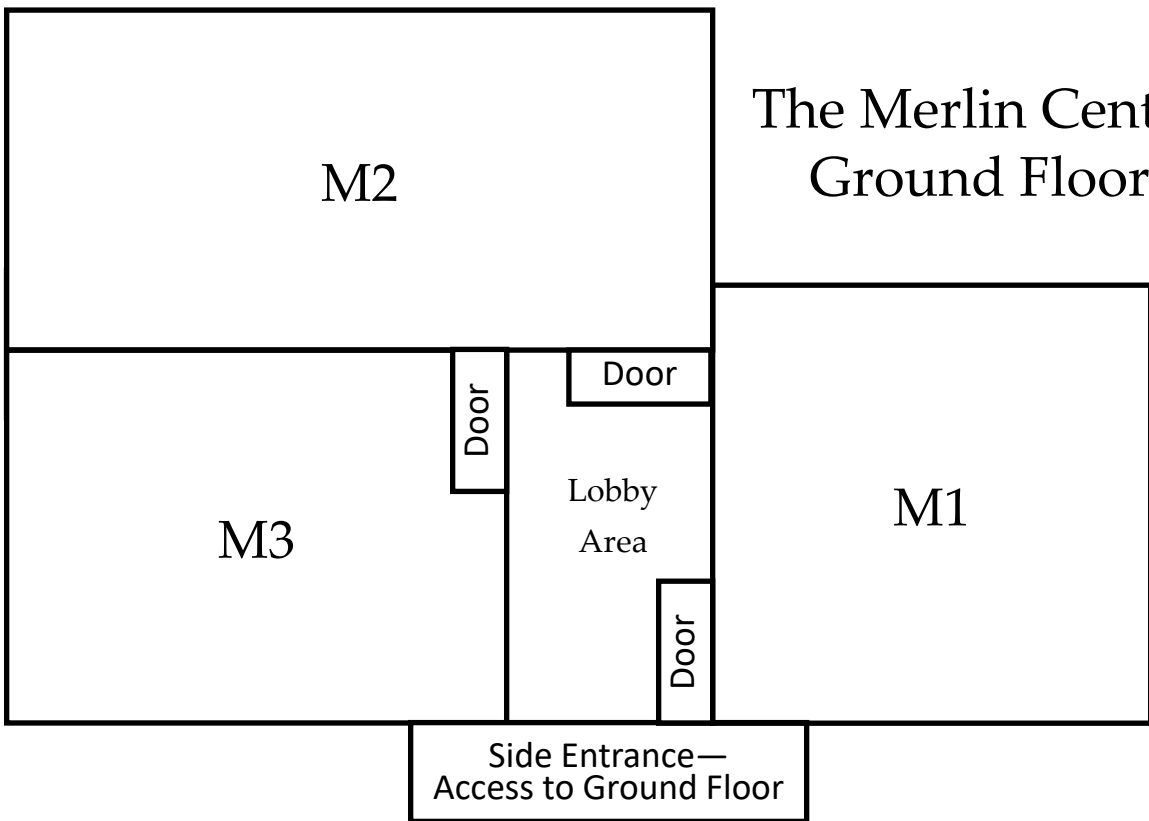 The Merlin Cent
Ground Floor
M2
Door
Door
Lobby
Area
M3
M1
Door
Side Entrance—
Access to Ground Floor